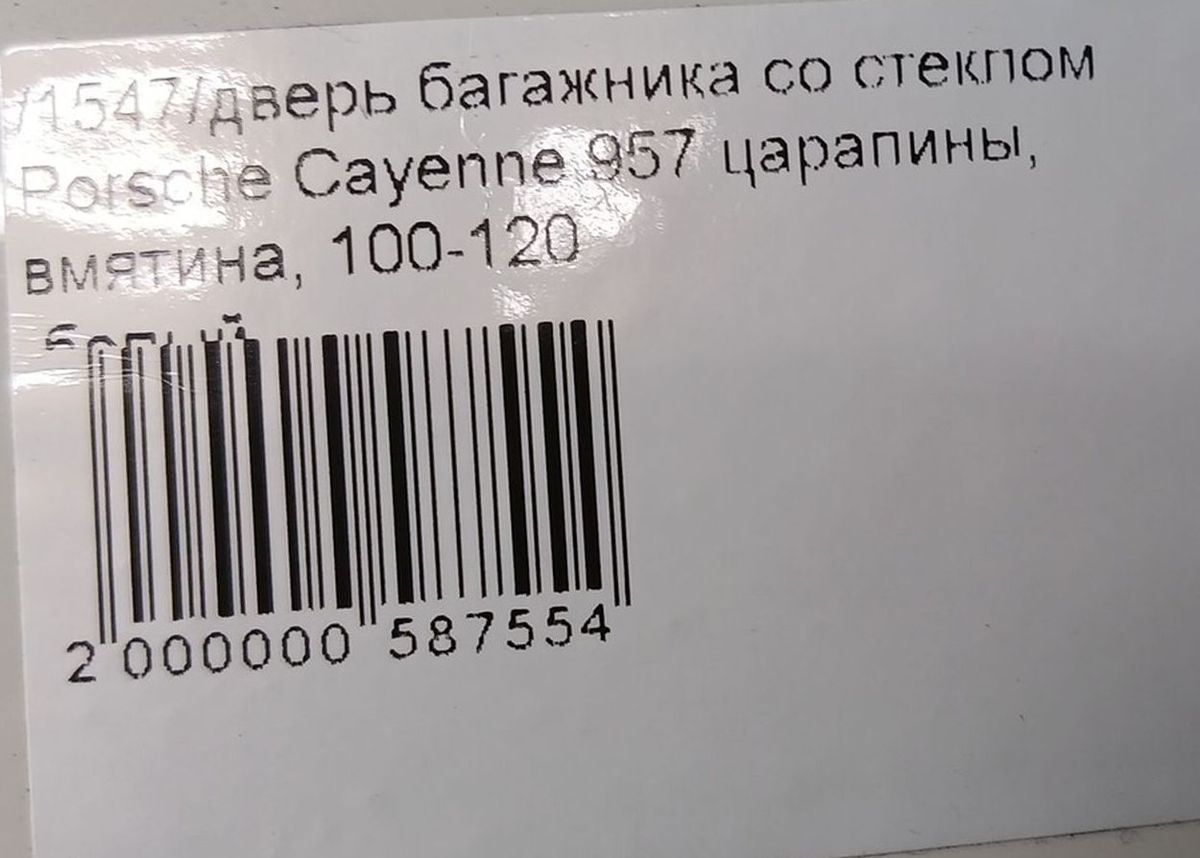 /1547/дверь багажника со стеклом
Porsche Cayenne 957 царапины,
вмятина, 100-120
2 000000 587554